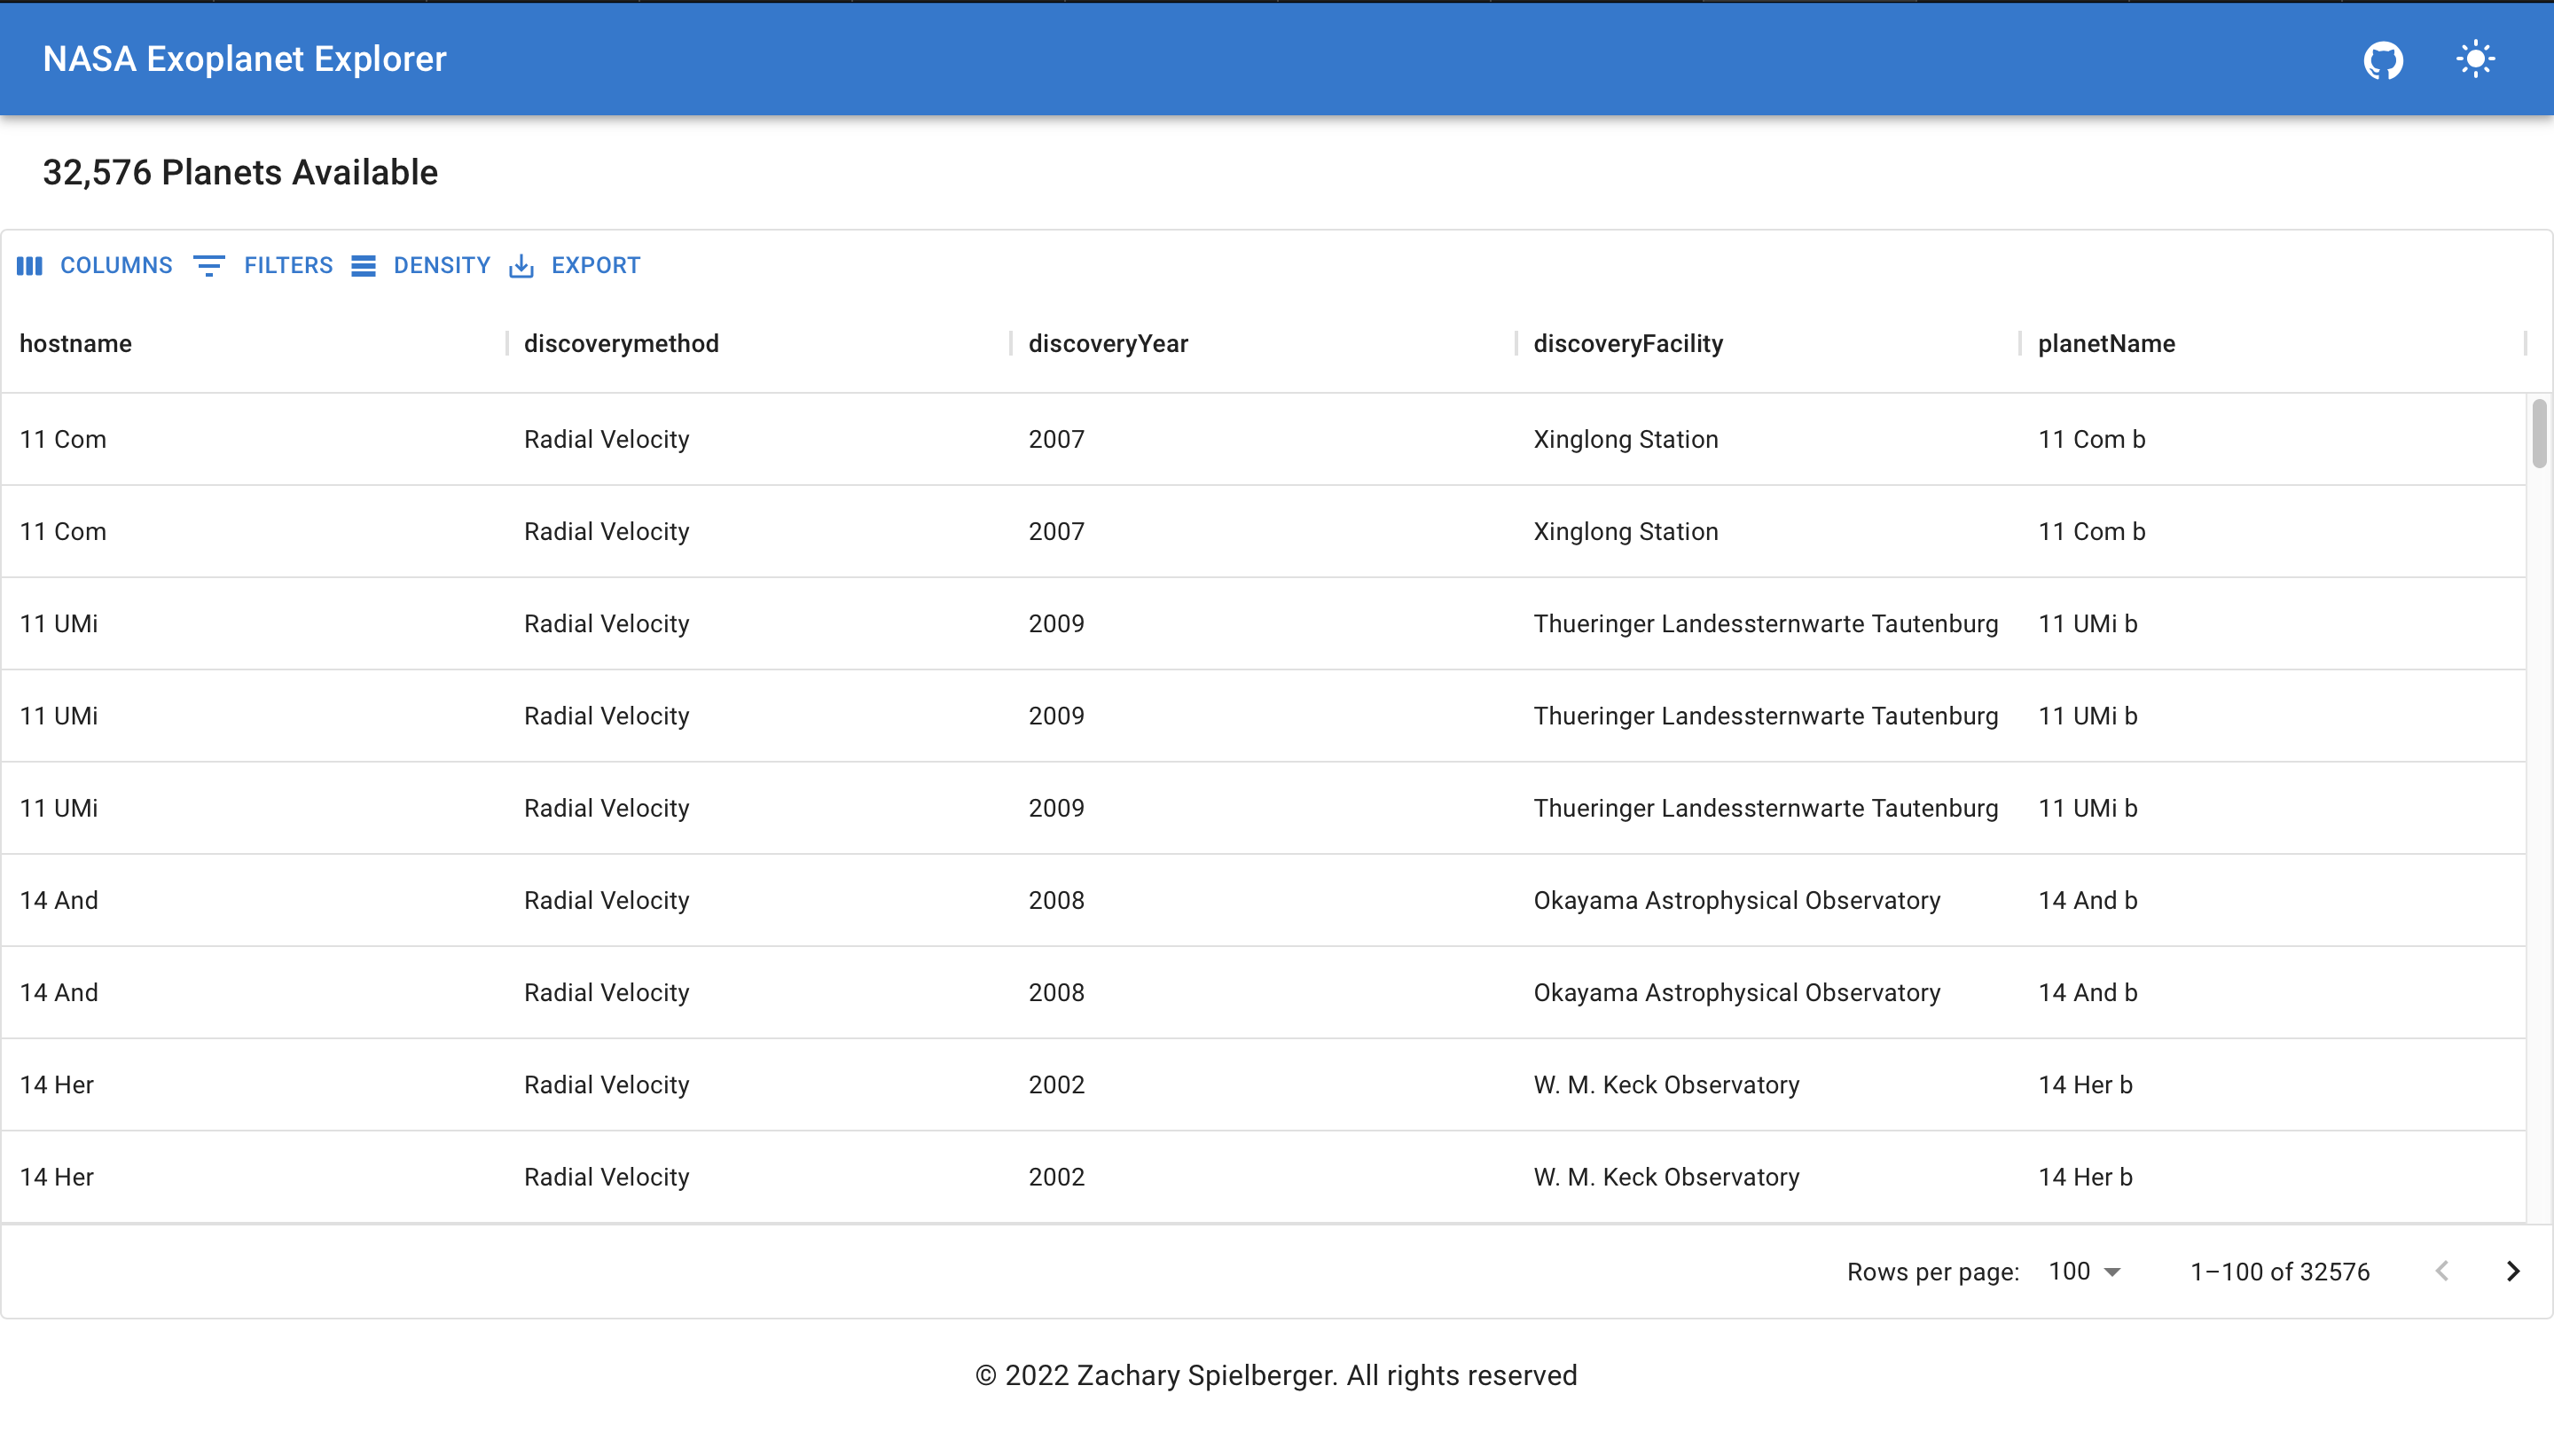 NASA Exoplanet Explorer
32,576 Planets Available
COLUMNS FILTERS DENSITY EXPORT
hostname discoverymethod discoveryYear discoveryFacility planetName
11 Com Radial Velocity 2007 Xinglong Station 11 Com b
11 Com Radial Velocity 2007 Xinglong Station 11 Com b
11 UMi Radial Velocity 2009 Thueringer Landessternwarte Tautenburg 11 UMi b
11 UMi Radial Velocity 2009 Thueringer Landessternwarte Tautenburg 11 UMi b
11 UMi Radial Velocity 2009 Thueringer Landessternwarte Tautenburg 11 UMi b
14 And Radial Velocity 2008 Okayama Astrophysical Observatory 14 And b
14 And Radial Velocity 2008 Okayama Astrophysical Observatory 14 And b
14 Her Radial Velocity 2002 W. M. Keck Observatory 14 Her b
14 Her Radial Velocity 2002 W. M. Keck Observatory 14 Her b
Rows per page: 100 1–100 of 32576
© 2022 Zachary Spielberger. All rights reserved